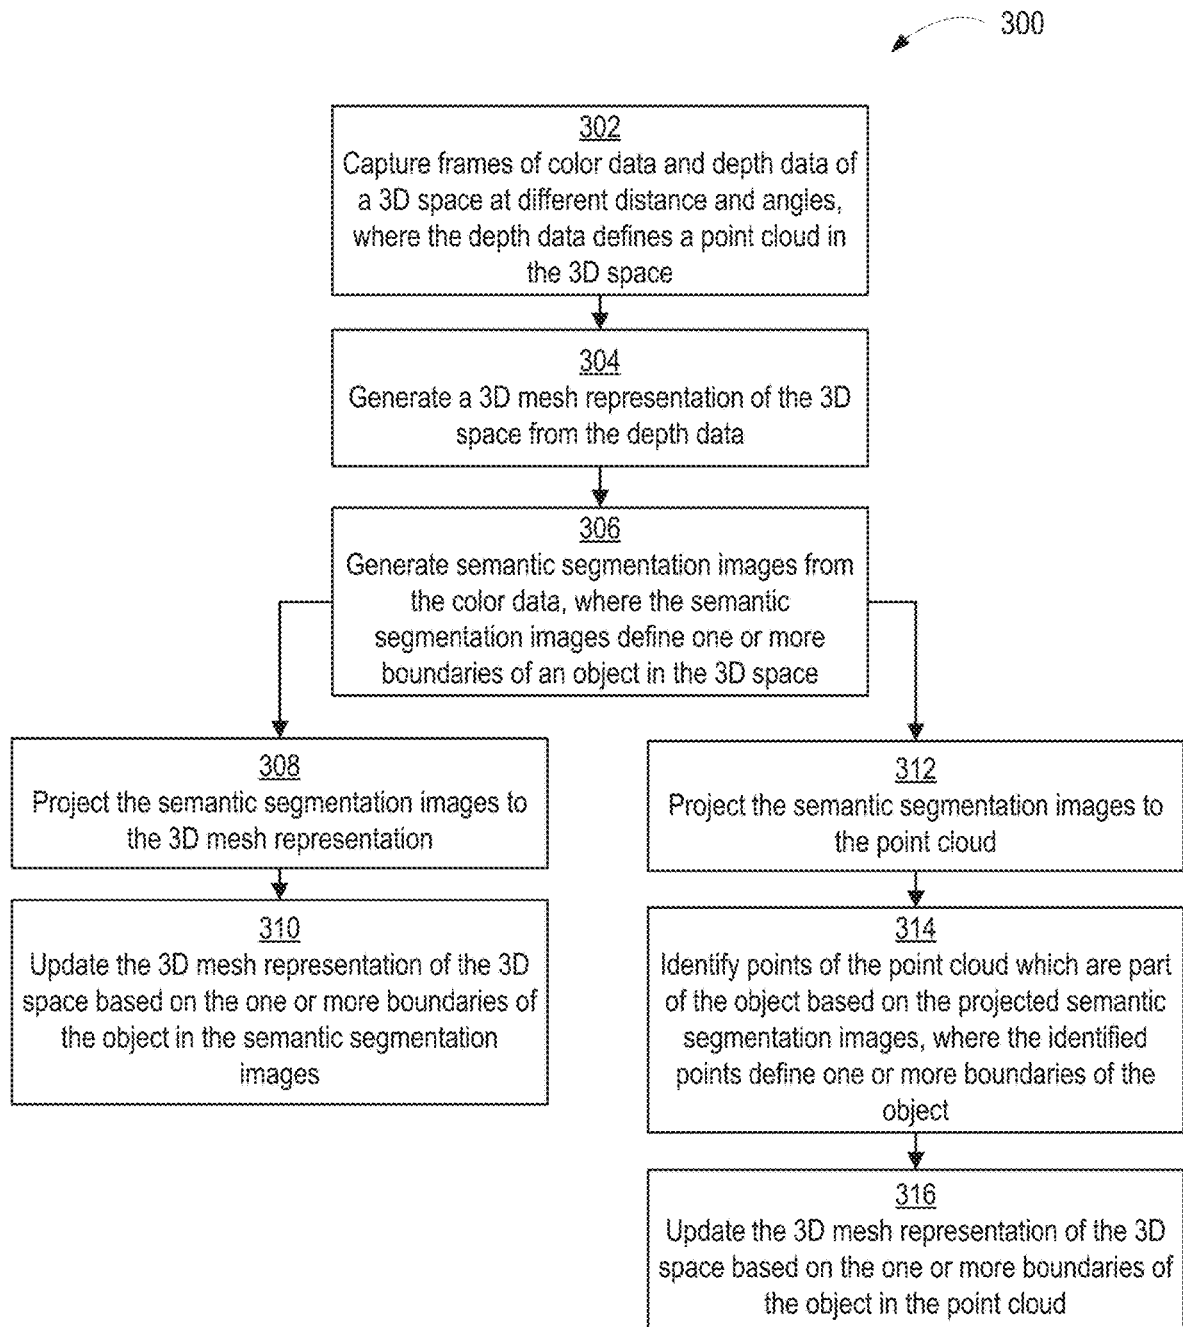 300
302
Capture frames of color data and depth data of
a 3D space at different distance and angles,
where the depth data defines a point cloud in
the 3D space
304
Generate a 3D mesh representation of the 3D
space from the depth data
306
Generate semantic segmentation images from
the color data, where the semantic
segmentation images define one or more
boundaries of an object in the 3D space
308
Project the semantic segmentation images to
the 3D mesh representation
310
Update the 3D mesh representation of the 3D
space based on the one or more boundaries of
the object in the semantic segmentation
images
312
Project the semantic segmentation images to
the point cloud
314
Identify points of the point cloud which are part
of the object based on the projected semantic
segmentation images, where the identified
points define one or more boundaries of the
object
316
Update the 3D mesh representation of the 3D
space based on the one or more boundaries of
the object in the point cloud